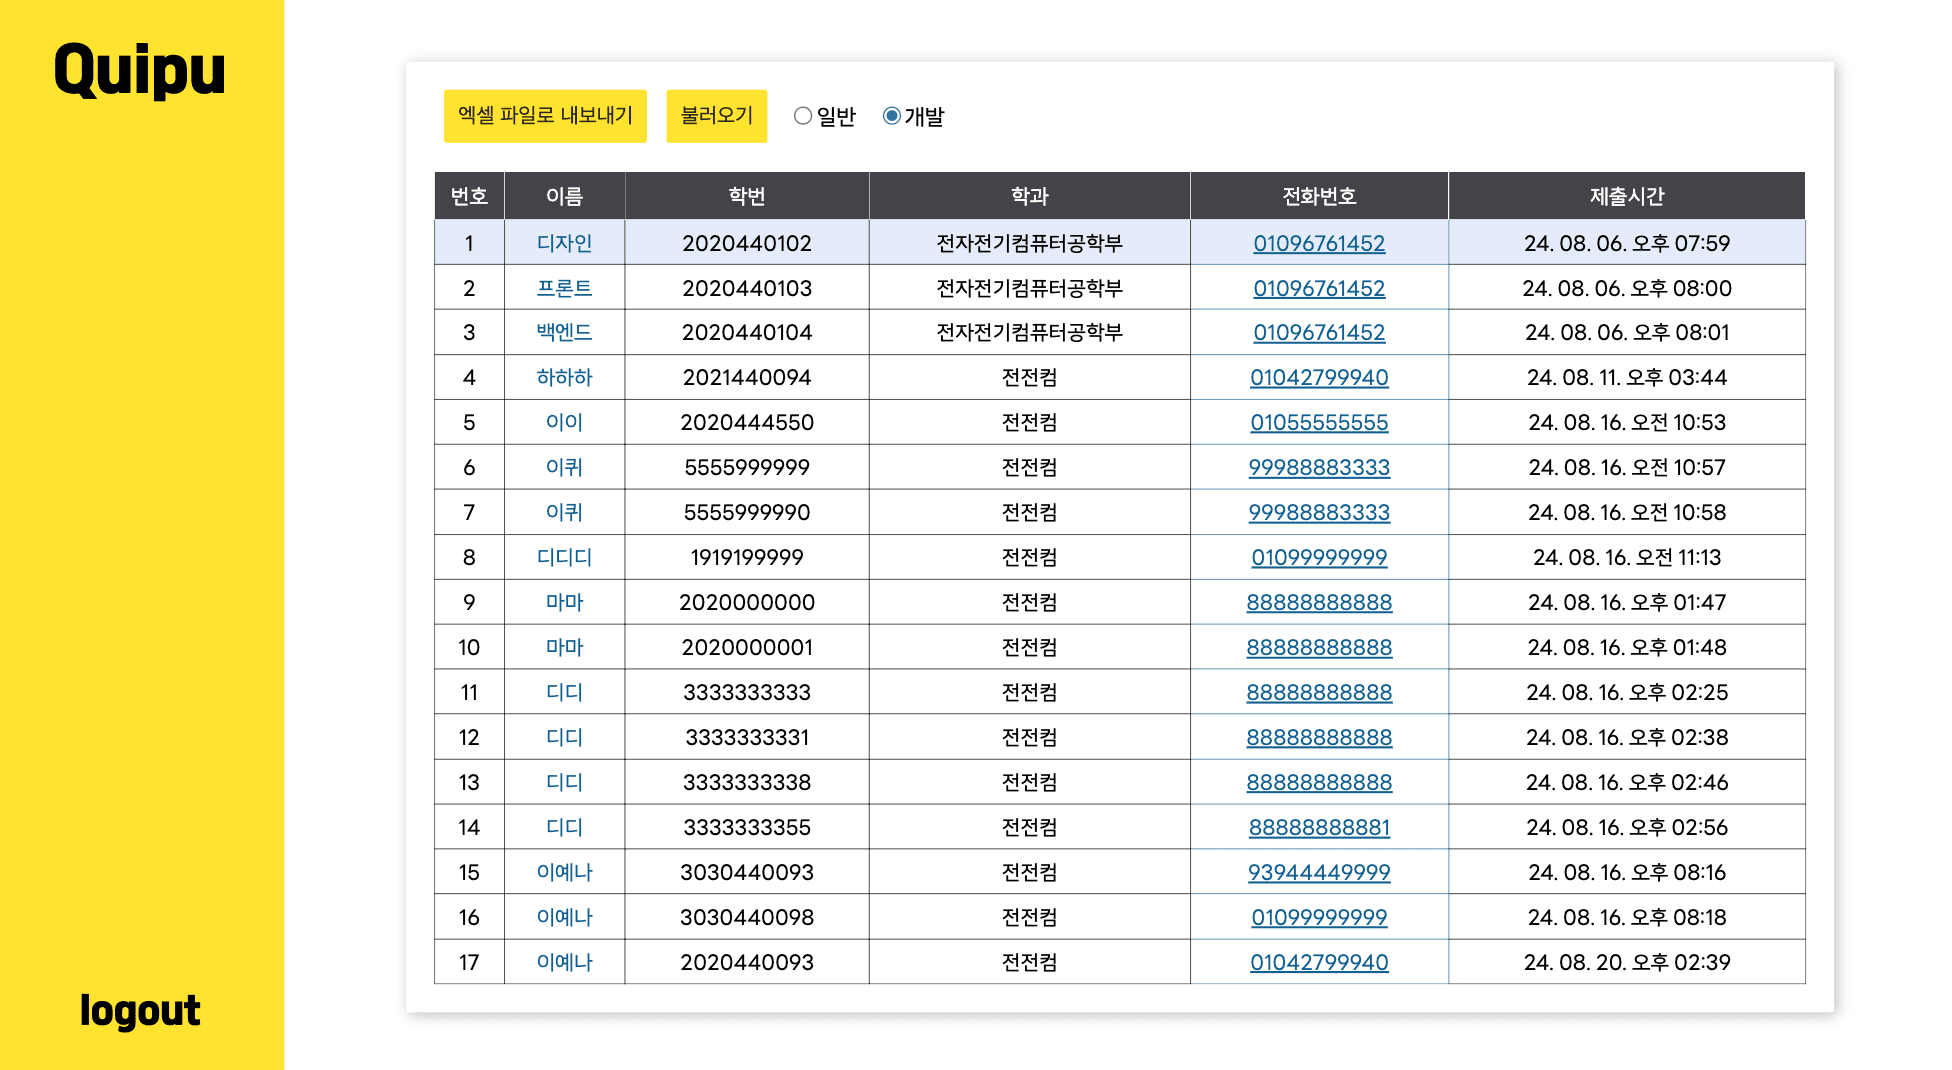 Quipu
엑셀 파일로 내보내기 불러오기 일반 개발
번호 이름 학번 학과 전화번호 제출시간
1 디자인 2020440102 전자전기컴퓨터공학부 01096761452 24. 08. 06. 오후 07:59
2 프론트 2020440103 전자전기컴퓨터공학부 01096761452 24. 08. 06. 오후 08:00
3 백엔드 2020440104 전자전기컴퓨터공학부 01096761452 24. 08. 06. 오후 08:01
4 하하하 2021440094 전전컴 01042799940 24. 08. 11. 오후 03:44
5 이이 2020444550 전전컴 01055555555 24. 08. 16. 오전 10:53
6 이퀴 5555999999 전전컴 99988883333 24. 08. 16. 오전 10:57
7 이퀴 5555999990 전전컴 99988883333 24. 08. 16. 오전 10:58
8 디디디 1919199999 전전컴 01099999999 24. 08. 16. 오전 11:13
9 마마 2020000000 전전컴 88888888888 24. 08. 16. 오후 01:47
10 마마 2020000001 전전컴 88888888888 24. 08. 16. 오후 01:48
11 디디 3333333333 전전컴 88888888888 24. 08. 16. 오후 02:25
12 디디 3333333331 전전컴 88888888888 24. 08. 16. 오후 02:38
13 디디 3333333338 전전컴 88888888888 24. 08. 16. 오후 02:46
14 디디 3333333355 전전컴 88888888881 24. 08. 16. 오후 02:56
15 이예나 3030440093 전전컴 93944449999 24. 08. 16. 오후 08:16
16 이예나 3030440098 전전컴 01099999999 24. 08. 16. 오후 08:18
17 이예나 2020440093 전전컴 01042799940 24. 08. 20. 오후 02:39
logout